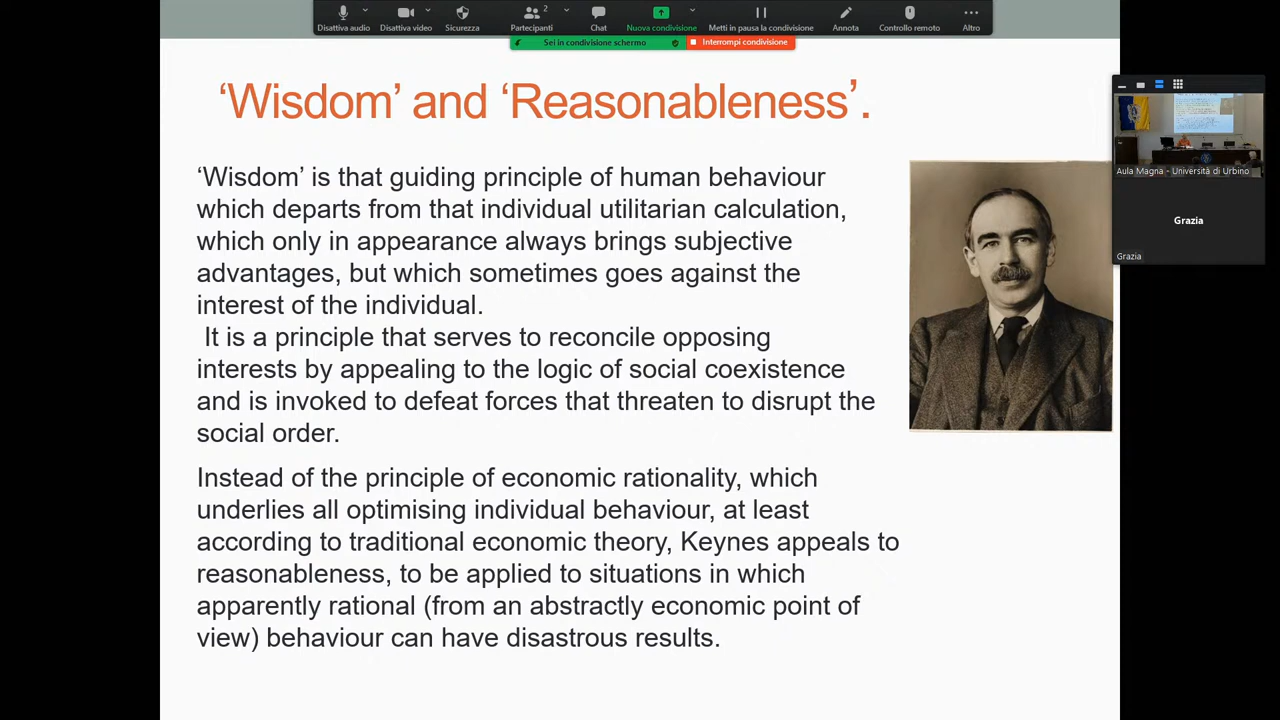 2
Disattiva audio
Disattiva video
Sicurezza
Partecipanti
Chat
Nuova condivisione
Metti in pausa la condivisione
Annota
Controllo remoto
Altro
Sei in condivisione schermo
Interrompi condivisione
‘Wisdom’ and ‘Reasonableness’.
‘Wisdom’ is that guiding principle of human behaviour
which departs from that individual utilitarian calculation,
which only in appearance always brings subjective
advantages, but which sometimes goes against the
interest of the individual.
It is a principle that serves to reconcile opposing
interests by appealing to the logic of social coexistence
and is invoked to defeat forces that threaten to disrupt the
social order.
Instead of the principle of economic rationality, which
underlies all optimising individual behaviour, at least
according to traditional economic theory, Keynes appeals to
reasonableness, to be applied to situations in which
apparently rational (from an abstractly economic point of
view) behaviour can have disastrous results.
Aula Magna - Università di Urbino
Grazia
Grazia